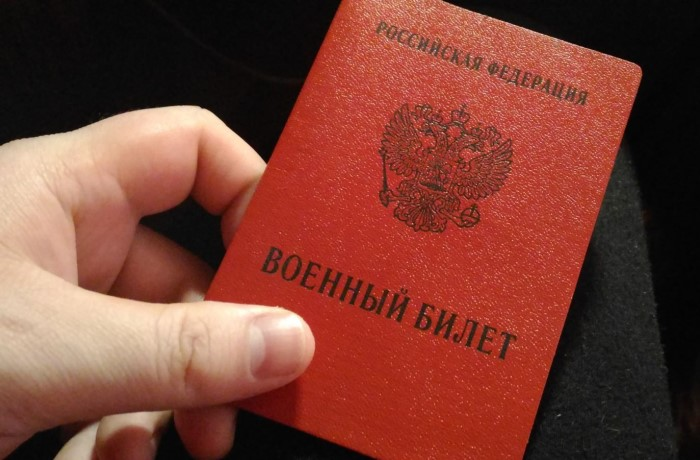 РОССИЙСКАЯ ФЕДЕРАЦИЯ
ВОЕННЫЙ БИЛЕТ